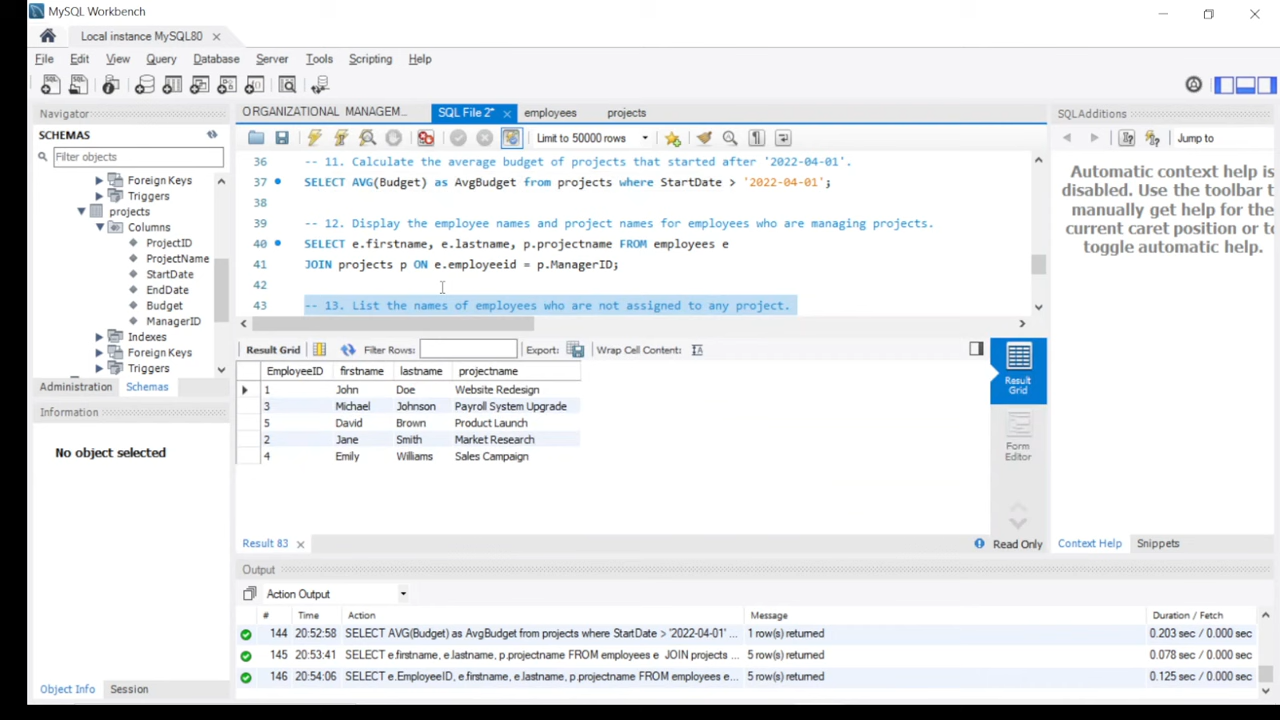 MySQL Workbench
Local instance MySQL80
File Edit View Query Database Server Tools Scripting Help
Navigator
SCHEMAS
Filter objects
Foreign Keys
Triggers
projects
Columns
ProjectID
ProjectName
StartDate
EndDate
Budget
ManagerID
Indexes
Foreign Keys
Triggers
Administration Schemas
Information
No object selected
Object Info Session
ORGANIZATIONAL MANAGEM... SQL File 2* employees projects
Limit to 50000 rows
36 -- 11. Calculate the average budget of projects that started after '2022-04-01'.
37 SELECT AVG(Budget) as AvgBudget from projects where StartDate > '2022-04-01';
38
39 -- 12. Display the employee names and project names for employees who are managing projects.
40 SELECT e.firstname, e.lastname, p.projectname FROM employees e
41 JOIN projects p ON e.employeeid = p.ManagerID;
42
43 -- 13. List the names of employees who are not assigned to any project.
Result Grid Filter Rows: Export: Wrap Cell Content:
EmployeeID firstname lastname projectname
1 John Doe Website Redesign
3 Michael Johnson Payroll System Upgrade
5 David Brown Product Launch
2 Jane Smith Market Research
4 Emily Williams Sales Campaign
Result Grid
Form Editor
Result 83
Read Only
Output
Action Output
# Time Action Message Duration / Fetch
144 20:52:58 SELECT AVG(Budget) as AvgBudget from projects where StartDate > '2022-04-01' ... 1 row(s) returned 0.203 sec / 0.000 sec
145 20:53:41 SELECT e.firstname, e.lastname, p.projectname FROM employees e JOIN projects ... 5 row(s) returned 0.078 sec / 0.000 sec
146 20:54:06 SELECT e.EmployeeID, e.firstname, e.lastname, p.projectname FROM employees e... 5 row(s) returned 0.125 sec / 0.000 sec
SQLAdditions
Jump to
Automatic context help is
disabled. Use the toolbar t
manually get help for the
current caret position or to
toggle automatic help.
Context Help Snippets